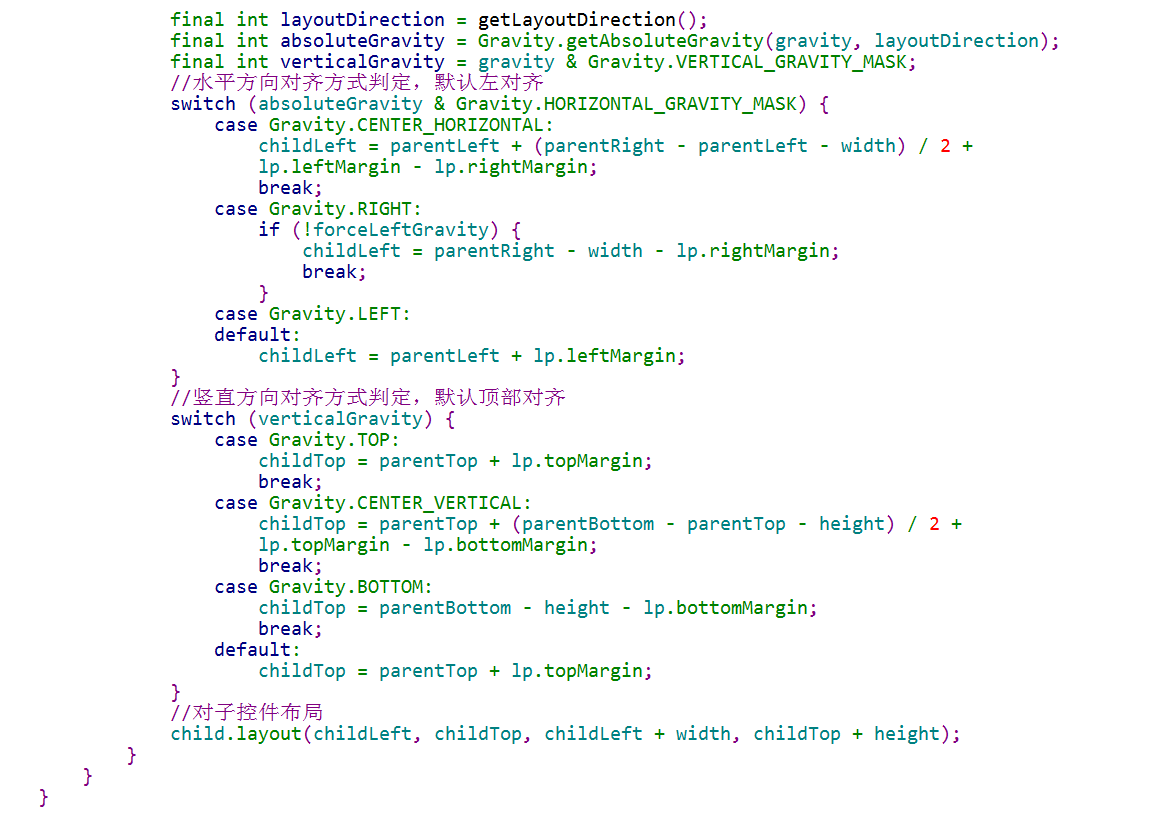 final int layoutDirection = getLayoutDirection();
final int absoluteGravity = Gravity.getAbsoluteGravity(gravity, layoutDirection);
final int verticalGravity = gravity & Gravity.VERTICAL_GRAVITY_MASK;
//水平方向对齐方式判定，默认左对齐
switch (absoluteGravity & Gravity.HORIZONTAL_GRAVITY_MASK) {
case Gravity.CENTER_HORIZONTAL:
childLeft = parentLeft + (parentRight - parentLeft - width) / 2 +
lp.leftMargin - lp.rightMargin;
break;
case Gravity.RIGHT:
if (!forceLeftGravity) {
childLeft = parentRight - width - lp.rightMargin;
break;
}
case Gravity.LEFT:
default:
childLeft = parentLeft + lp.leftMargin;
}
//竖直方向对齐方式判定，默认顶部对齐
switch (verticalGravity) {
case Gravity.TOP:
childTop = parentTop + lp.topMargin;
break;
case Gravity.CENTER_VERTICAL:
childTop = parentTop + (parentBottom - parentTop - height) / 2 +
lp.topMargin - lp.bottomMargin;
break;
case Gravity.BOTTOM:
childTop = parentBottom - height - lp.bottomMargin;
break;
default:
childTop = parentTop + lp.topMargin;
}
//对子控件布局
child.layout(childLeft, childTop, childLeft + width, childTop + height);
}
}
}